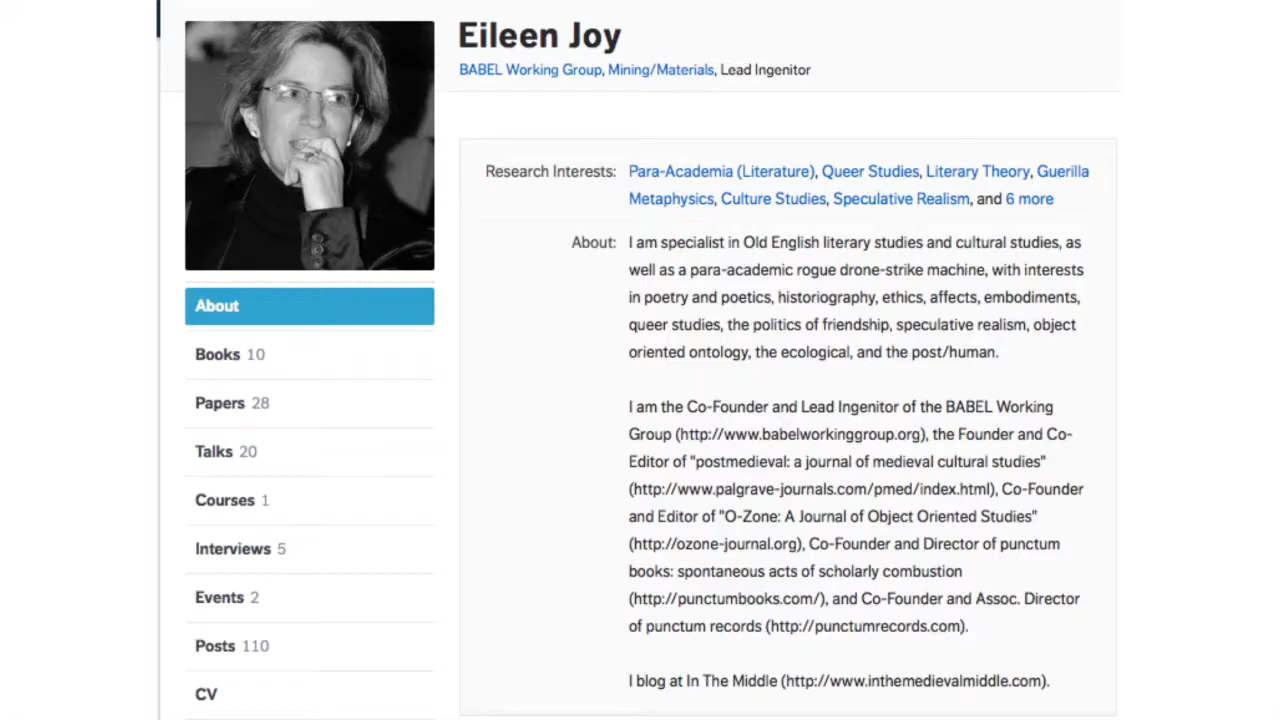 Eileen Joy
BABEL Working Group, Mining/Materials, Lead Ingenitor
About
Books 10
Papers 28
Talks 20
Courses 1
Interviews 5
Events 2
Posts 110
CV
Research Interests: Para-Academia (Literature), Queer Studies, Literary Theory, Guerilla
Metaphysics, Culture Studies, Speculative Realism, and 6 more
About: I am specialist in Old English literary studies and cultural studies, as
well as a para-academic rogue drone-strike machine, with interests
in poetry and poetics, historiography, ethics, affects, embodiments,
queer studies, the politics of friendship, speculative realism, object
oriented ontology, the ecological, and the post/human.
I am the Co-Founder and Lead Ingenitor of the BABEL Working
Group (http://www.babelworkinggroup.org), the Founder and Co-
Editor of "postmedieval: a journal of medieval cultural studies"
(http://www.palgrave-journals.com/pmed/index.html), Co-Founder
and Editor of "O-Zone: A Journal of Object Oriented Studies"
(http://ozone-journal.org), Co-Founder and Director of punctum
books: spontaneous acts of scholarly combustion
(http://punctumbooks.com/), and Co-Founder and Assoc. Director
of punctum records (http://punctumrecords.com).
I blog at In The Middle (http://www.inthemedievalmiddle.com).